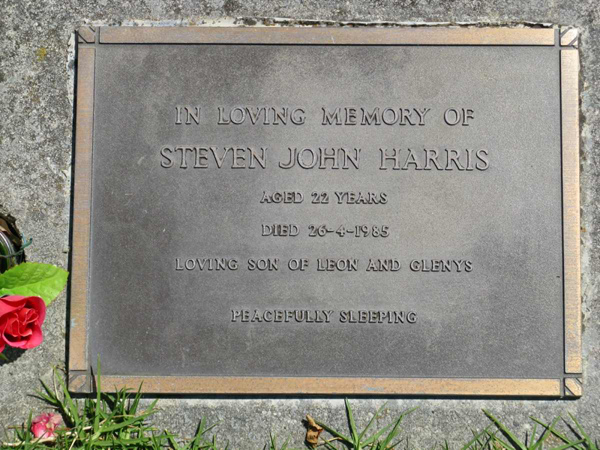 IN LOVING MEMORY OF
STEVEN JOHN HARRIS
AGED 22 YEARS
DIED 26-4-1985
LOVING SON OF LEON AND GLENYS
PEACEFULLY SLEEPING